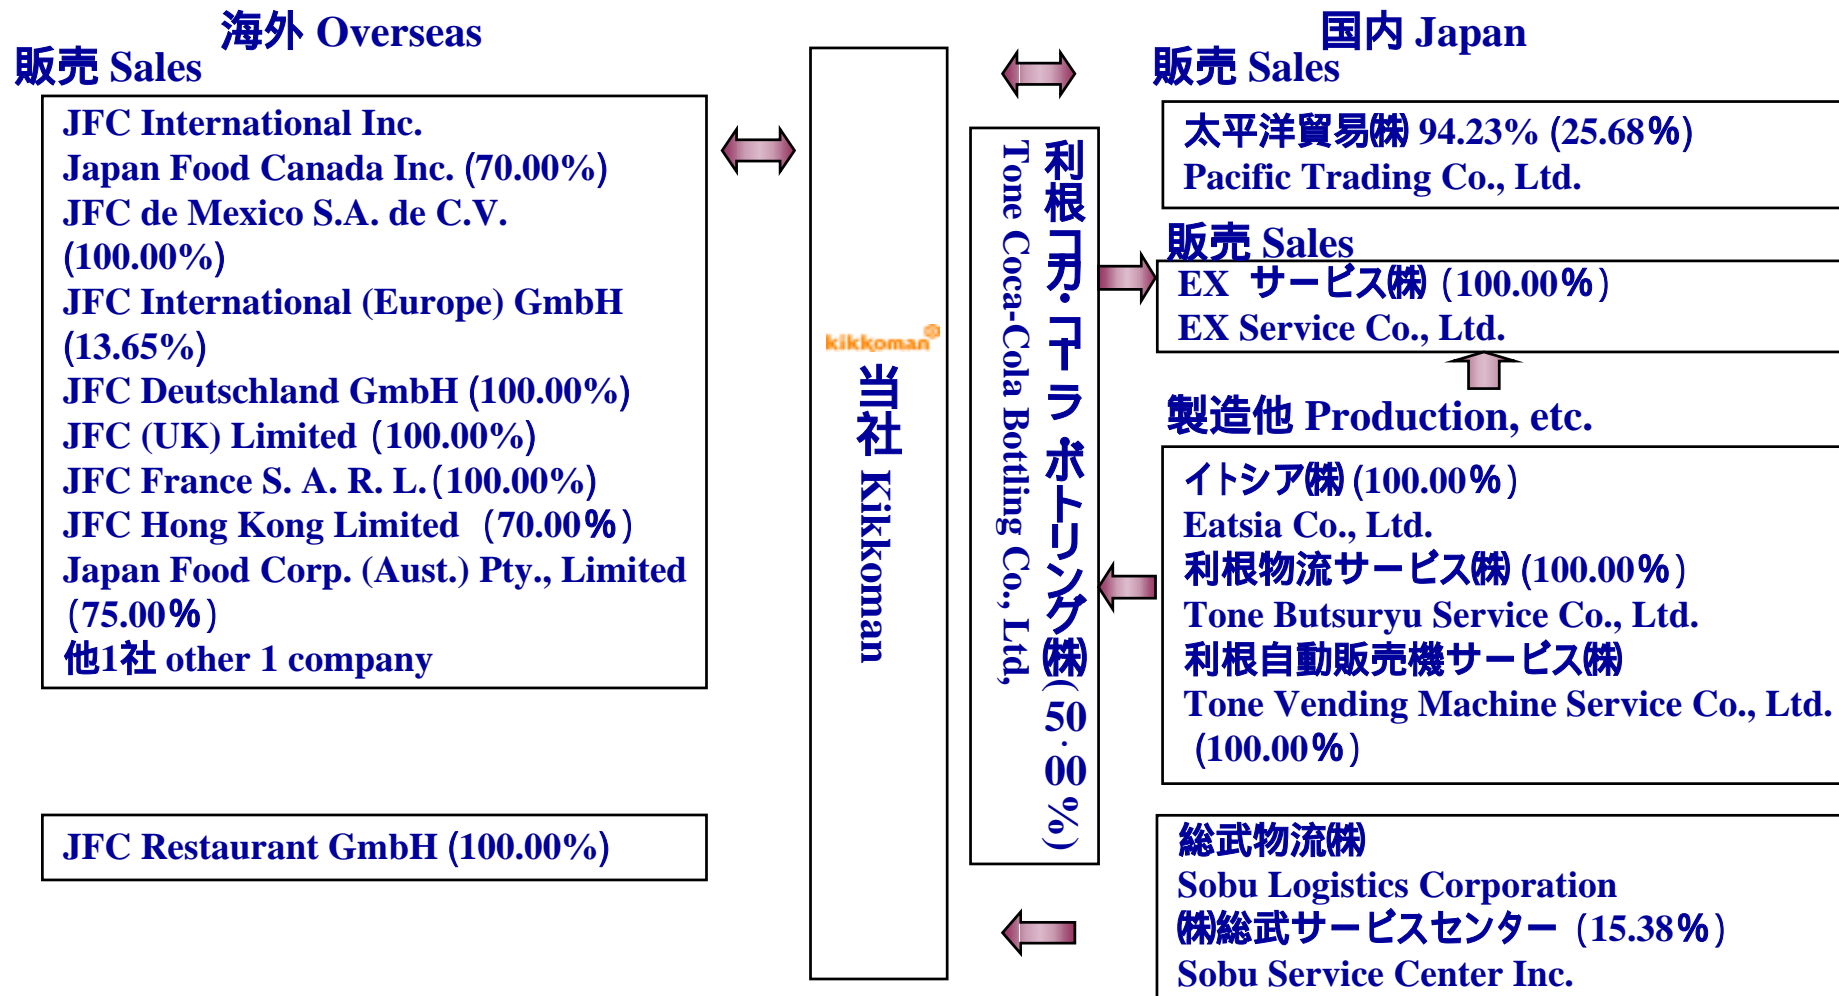 海外 Overseas
販売 Sales
JFC International Inc.
Japan Food Canada Inc. (70.00%)
JFC de Mexico S.A. de C.V.
(100.00%)
JFC International (Europe) GmbH
(13.65%)
JFC Deutschland GmbH (100.00%)
JFC (UK) Limited (100.00%)
JFC France S. A. R. L. (100.00%)
JFC Hong Kong Limited (70.00%)
Japan Food Corp. (Aust.) Pty., Limited
(75.00%)
他1社 other 1 company
JFC Restaurant GmbH (100.00%)
kikkoman®
当社 Kikkoman
利根コカ・コーラ ボトリング㈱(50.00%)
Tone Coca-Cola Bottling Co., Ltd,
国内 Japan
販売 Sales
太平洋貿易㈱ 94.23% (25.68%)
Pacific Trading Co., Ltd.
販売 Sales
EX サービス㈱ (100.00%)
EX Service Co., Ltd.
製造他 Production, etc.
イトシア㈱ (100.00%)
Eatsia Co., Ltd.
利根物流サービス㈱ (100.00%)
Tone Butsuryu Service Co., Ltd.
利根自動販売機サービス㈱
Tone Vending Machine Service Co., Ltd.
(100.00%)
総武物流㈱
Sobu Logistics Corporation
㈱総武サービスセンター (15.38%)
Sobu Service Center Inc.